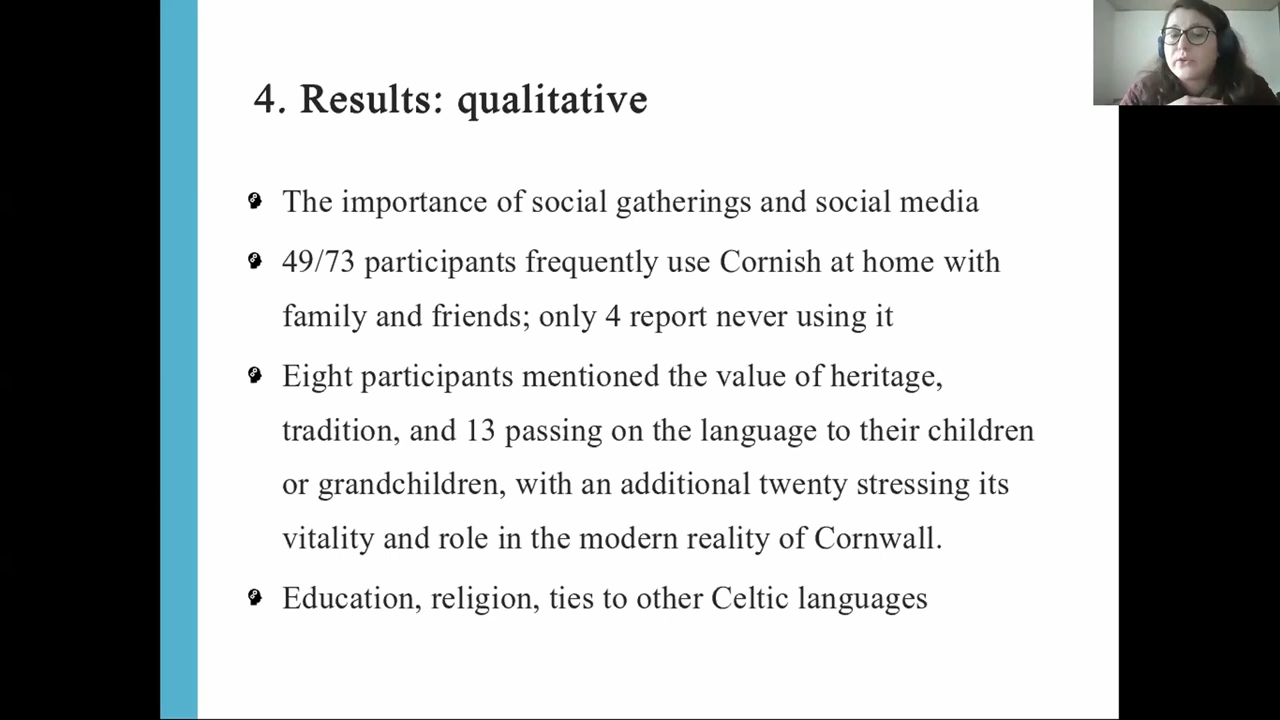 4. Results: qualitative
The importance of social gatherings and social media
49/73 participants frequently use Cornish at home with
family and friends; only 4 report never using it
Eight participants mentioned the value of heritage,
tradition, and 13 passing on the language to their children
or grandchildren, with an additional twenty stressing its
vitality and role in the modern reality of Cornwall.
Education, religion, ties to other Celtic languages